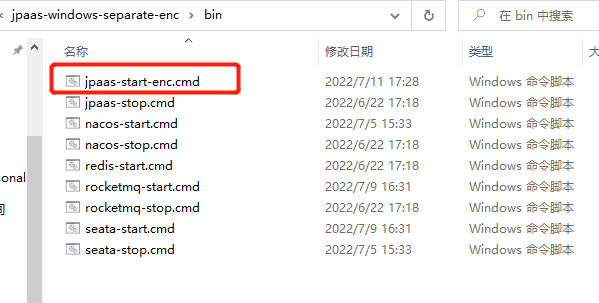 jpaas-windows-separate-enc > bin
在 bin 中搜索
名称 修改日期 类型 大
jpaas-start-enc.cmd 2022/7/11 17:28 Windows 命令脚本
jpaas-stop.cmd 2022/6/22 17:18 Windows 命令脚本
nacos-start.cmd 2022/7/5 15:33 Windows 命令脚本
nacos-stop.cmd 2022/6/22 17:18 Windows 命令脚本
redis-start.cmd 2022/6/22 17:18 Windows 命令脚本
rocketmq-start.cmd 2022/7/9 16:31 Windows 命令脚本
sonal
rocketmq-stop.cmd 2022/6/22 17:18 Windows 命令脚本
seata-start.cmd 2022/7/9 16:31 Windows 命令脚本
seata-stop.cmd 2022/7/5 15:33 Windows 命令脚本